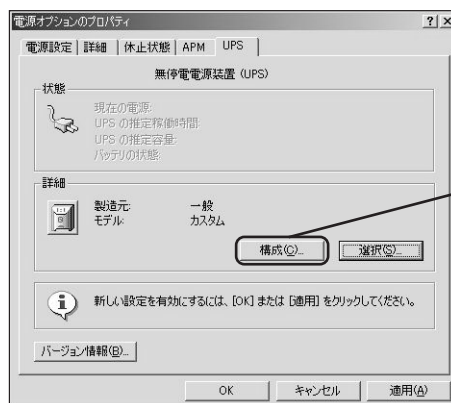 電源オプションのプロパティ
電源設定 詳細 休止状態 APM UPS
無停電電源装置 (UPS)
状態
現在の電源:
UPS の推定稼働時間:
UPS の推定容量:
バッテリの状態:
詳細
製造元: 一般
モデル: カスタム
構成(C)... 選択(S)...
新しい設定を有効にするには、[OK] または [適用] をクリックしてください。
バージョン情報(B)...
OK キャンセル 適用(A)